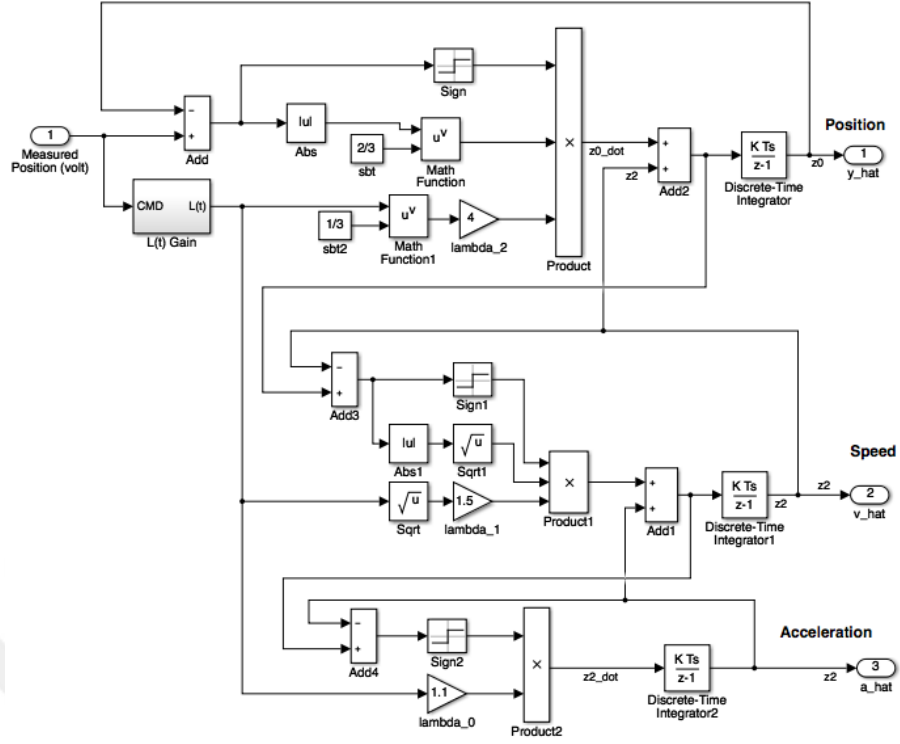 Sign
−
+
Add
|u|
Abs
2/3
sbt
u^v
Math
Function
×
Product
z0_dot
z2
+
+
Add2
K Ts
z-1
Discrete-Time
Integrator
z0
Position
1
y_hat
1
Measured
Position (volt)
CMD
L(t)
L(t) Gain
1/3
sbt2
u^v
Math
Function1
4
lambda_2
−
+
Add3
Sign1
|u|
Abs1
√u
Sqrt1
√u
Sqrt
1.5
lambda_1
×
Product1
+
+
Add1
K Ts
z-1
Discrete-Time
Integrator1
z2
z2
Speed
2
v_hat
−
+
Add4
Sign2
1.1
lambda_0
×
Product2
z2_dot
K Ts
z-1
Discrete-Time
Integrator2
Acceleration
z2
3
a_hat